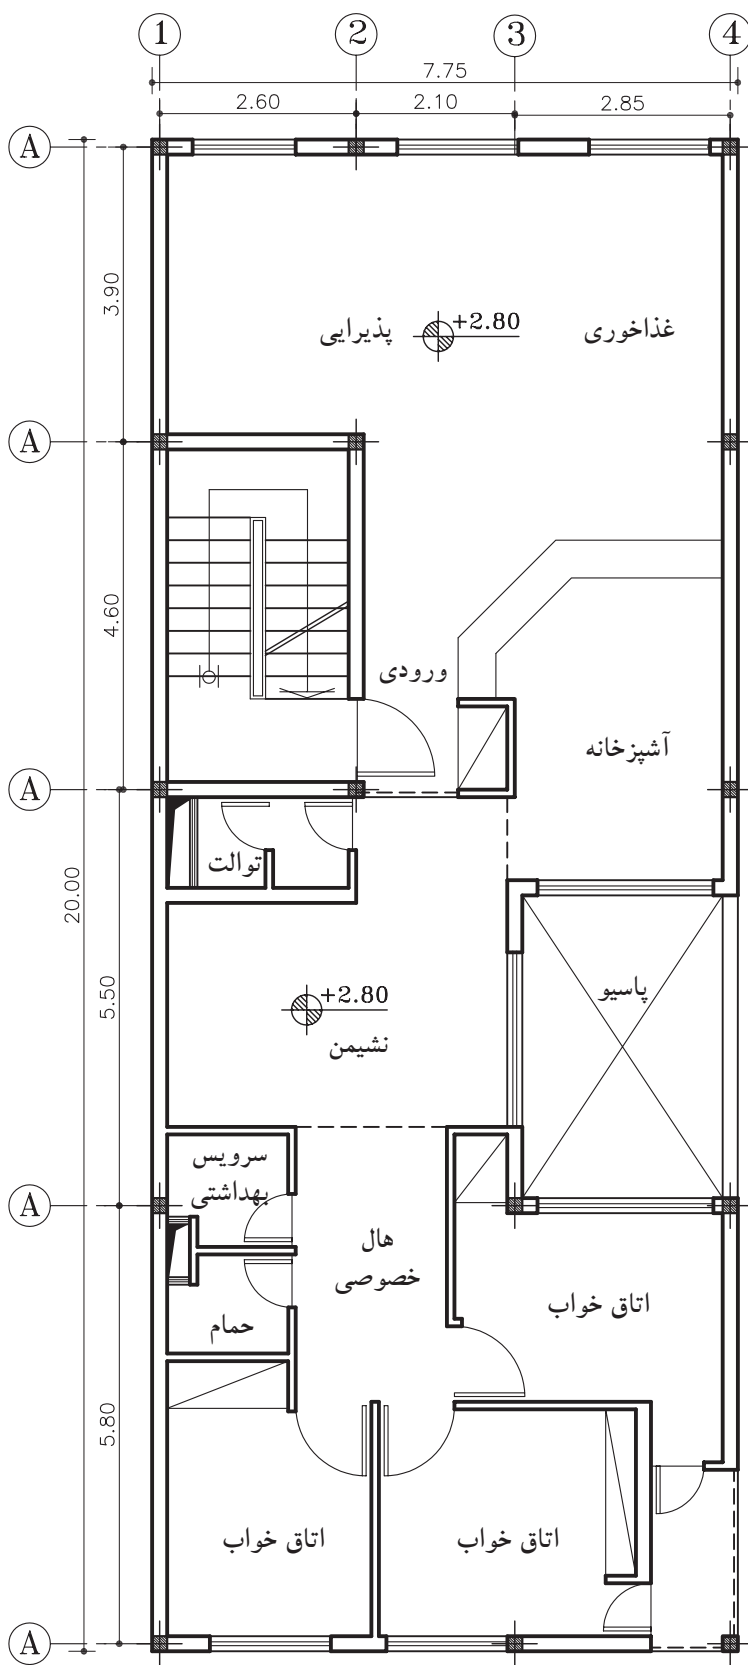 1 2 3 4
7.75
2.60 2.10 2.85
A
3.90
پذیرایی +2.80 غذاخوری
A
4.60
ورودی
آشپزخانه
A
توالت
20.00
5.50
پاسیو
+2.80
نشیمن
سرویس
بهداشتی
A
هال
خصوصی
اتاق خواب
حمام
5.80
اتاق خواب
اتاق خواب
A